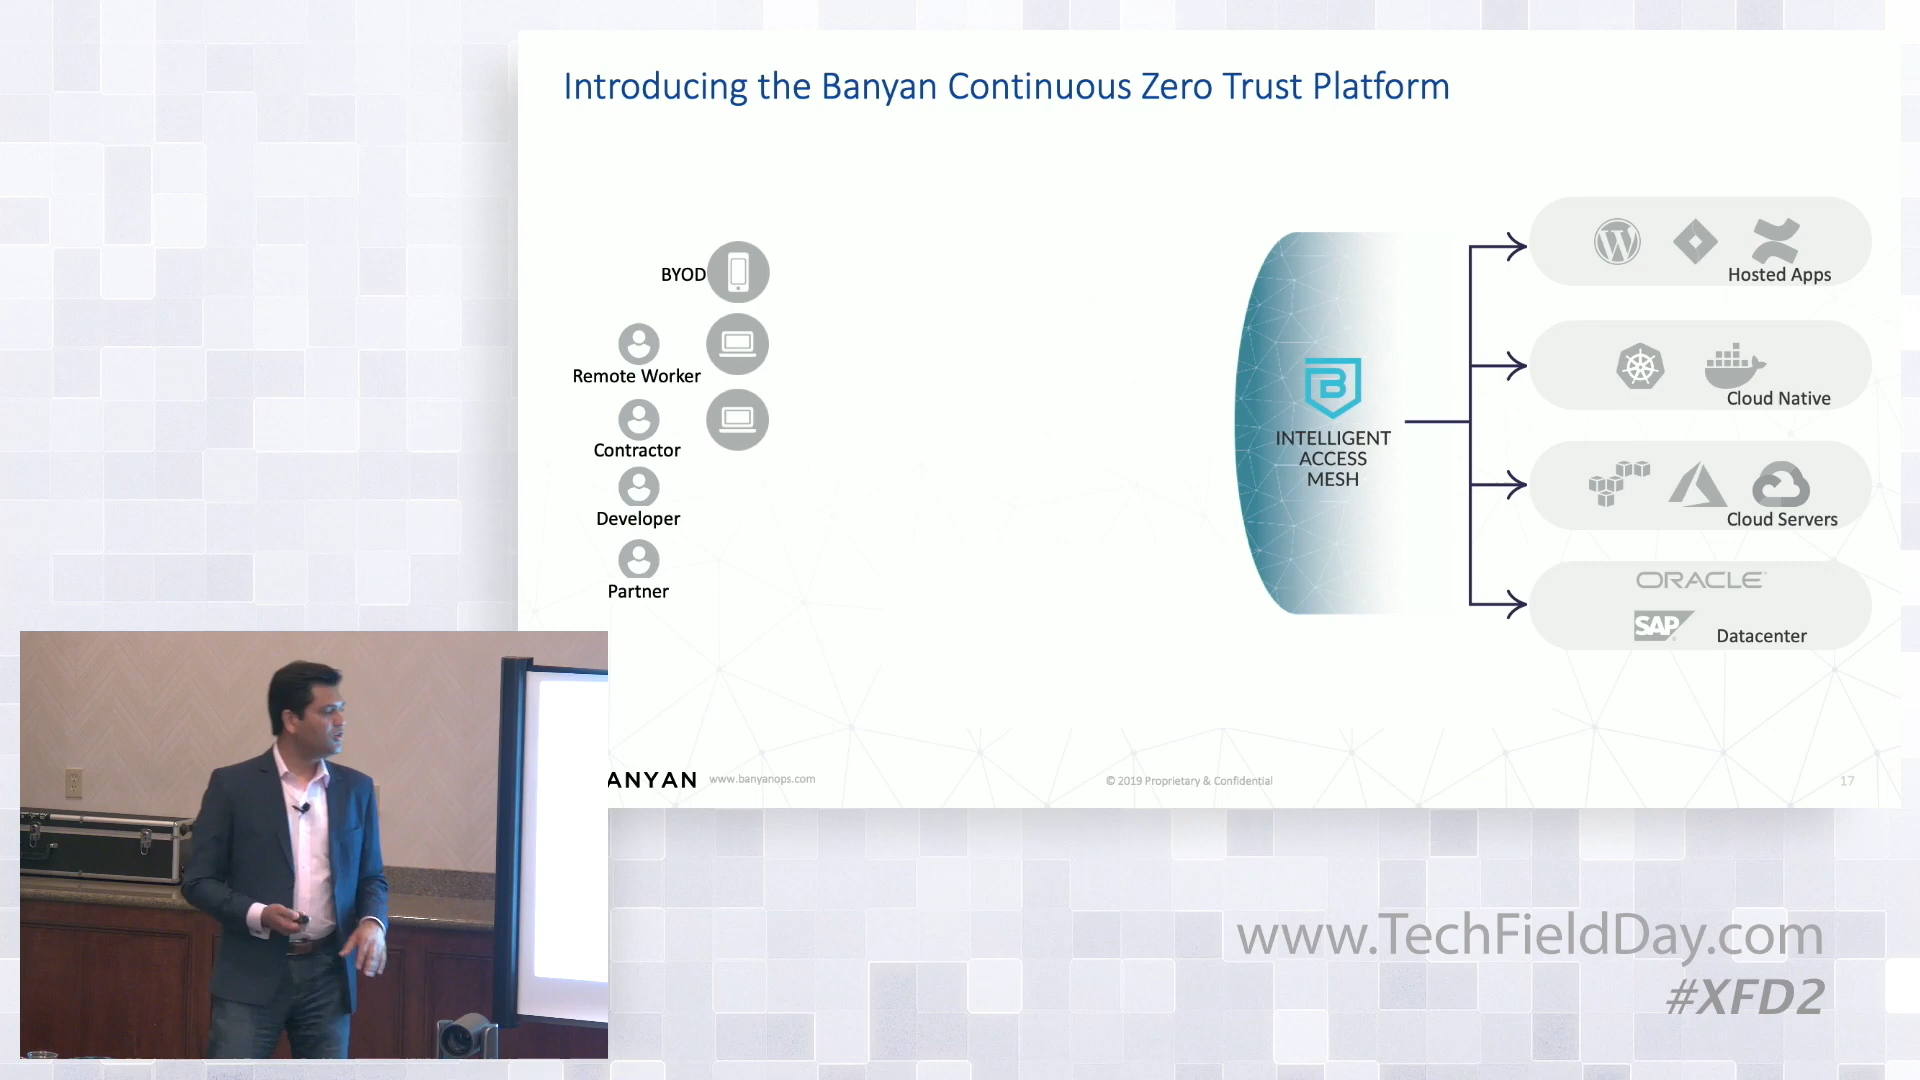 Introducing the Banyan Continuous Zero Trust Platform
BYOD
Remote Worker
Contractor
Developer
Partner
B
INTELLIGENT
ACCESS
MESH
W
Hosted Apps
Cloud Native
Cloud Servers
ORACLE
SAP
Datacenter
ANYAN www.banyanops.com
© 2019 Proprietary & Confidential
17
www.TechFieldDay.com
#XFD2